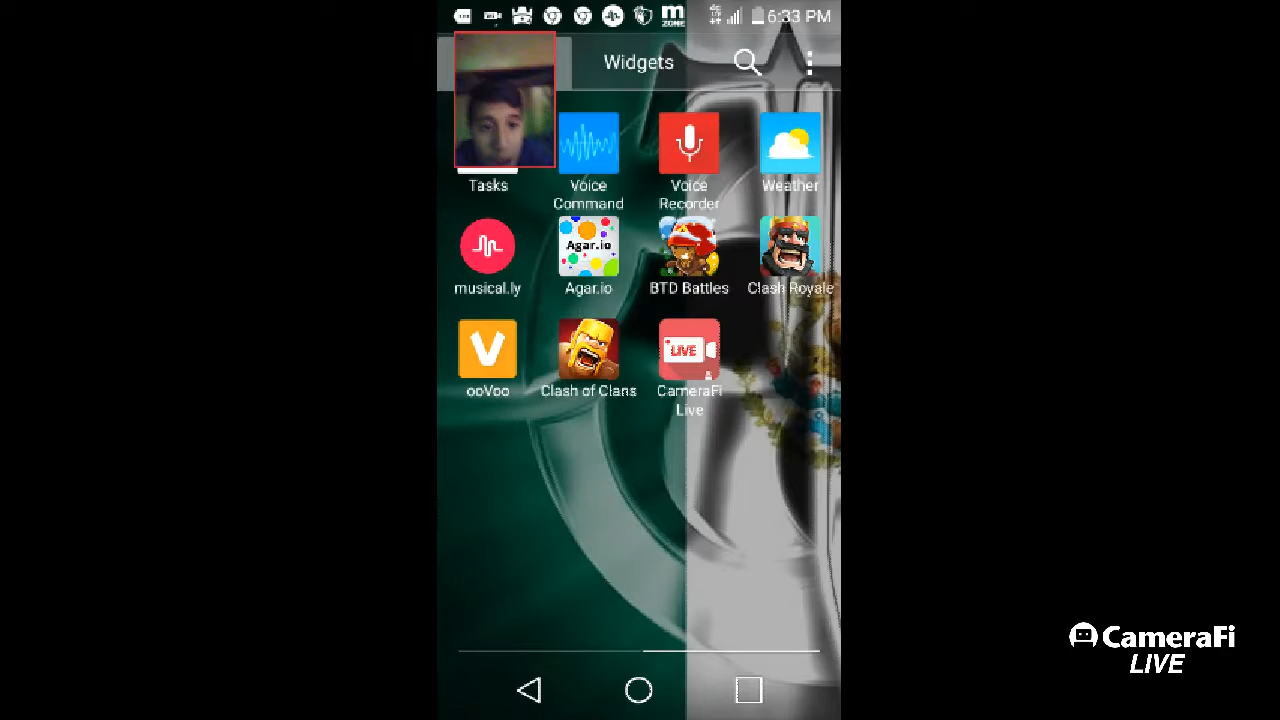 m
ZONE
6:33 PM
Widgets
Tasks
Voice
Command
Voice
Recorder
Weather
musical.ly
Agar.io
Agar.io
BTD Battles
Clash Royale
ooVoo
Clash of Clans
LIVE
CameraFi
Live
CameraFi
LIVE